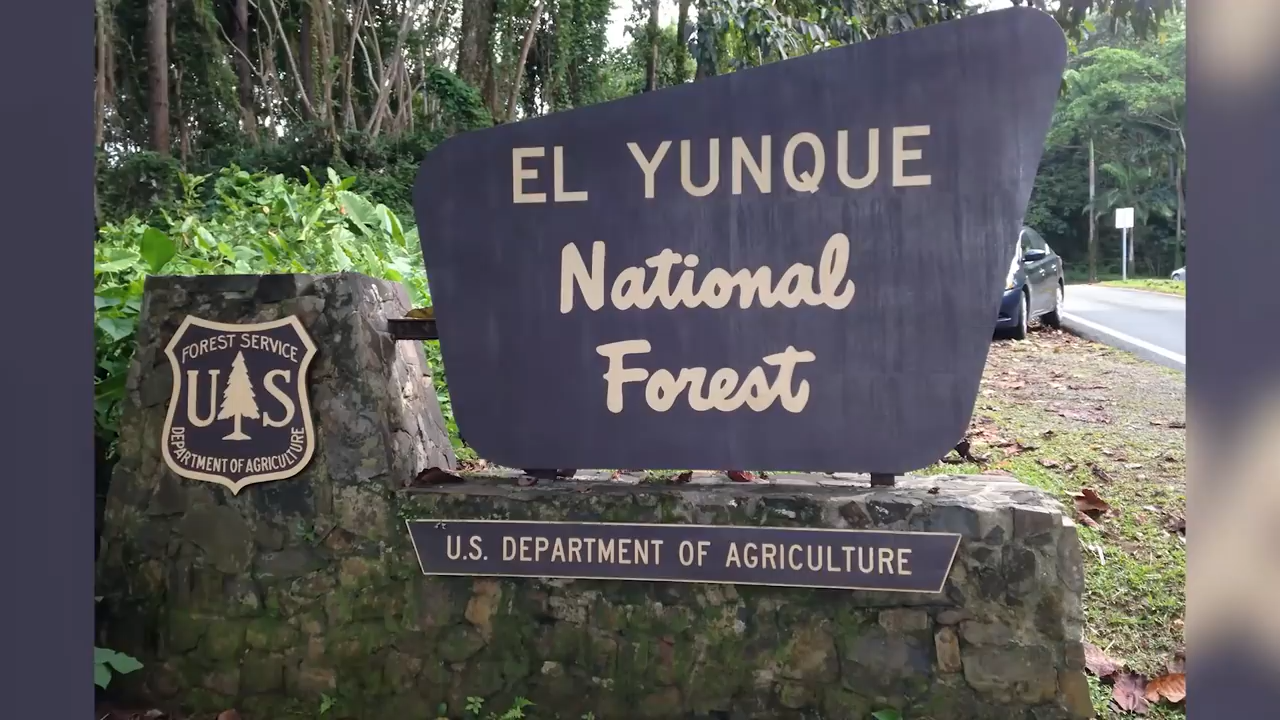 EL YUNQUE
National
Forest
FOREST SERVICE
U S
DEPARTMENT OF AGRICULTURE
U.S. DEPARTMENT OF AGRICULTURE